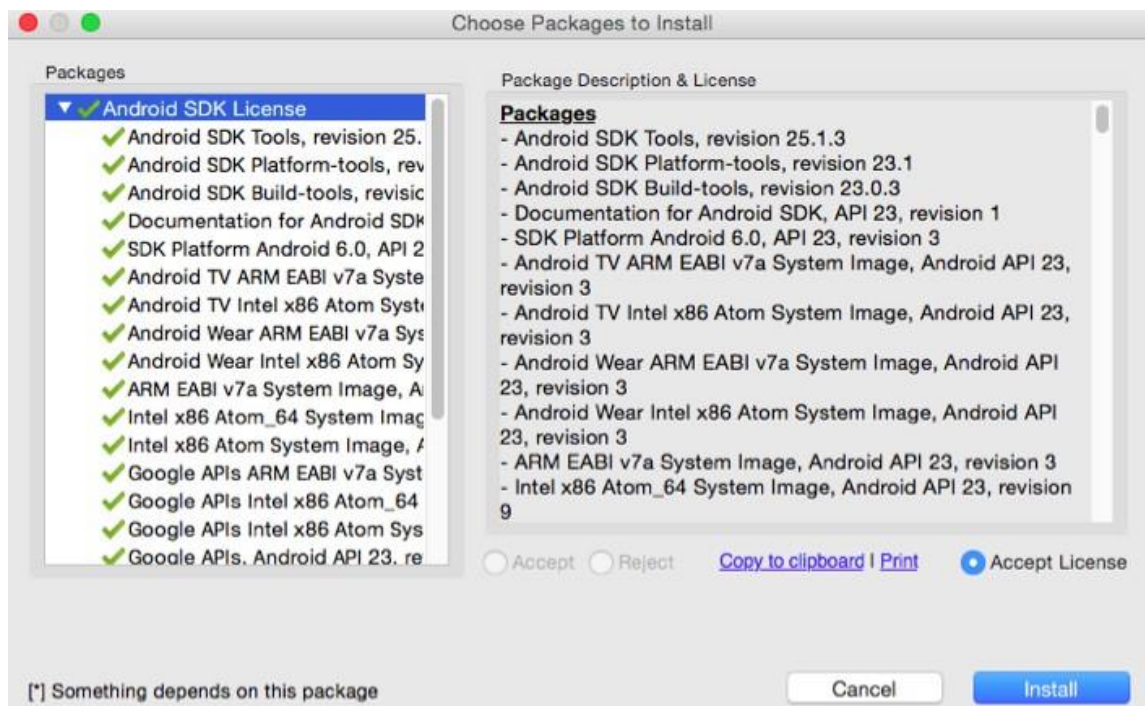 Choose Packages to Install
Packages
Android SDK License
Android SDK Tools, revision 25.
Android SDK Platform-tools, rev
Android SDK Build-tools, revisic
Documentation for Android SDK
SDK Platform Android 6.0, API 2
Android TV ARM EABI v7a Syste
Android TV Intel x86 Atom Syste
Android Wear ARM EABI v7a Sys
Android Wear Intel x86 Atom Sy
ARM EABI v7a System Image, A
Intel x86 Atom_64 System Imag
Intel x86 Atom System Image, A
Google APIs ARM EABI v7a Syst
Google APIs Intel x86 Atom_64
Google APIs Intel x86 Atom Sys
Google APIs, Android API 23, re
Package Description & License
Packages
- Android SDK Tools, revision 25.1.3
- Android SDK Platform-tools, revision 23.1
- Android SDK Build-tools, revision 23.0.3
- Documentation for Android SDK, API 23, revision 1
- SDK Platform Android 6.0, API 23, revision 3
- Android TV ARM EABI v7a System Image, Android API 23,
revision 3
- Android TV Intel x86 Atom System Image, Android API 23,
revision 3
- Android Wear ARM EABI v7a System Image, Android API
23, revision 3
- Android Wear Intel x86 Atom System Image, Android API
23, revision 3
- ARM EABI v7a System Image, Android API 23, revision 3
- Intel x86 Atom_64 System Image, Android API 23, revision
9
Accept Reject Copy to clipboard | Print Accept License
[*] Something depends on this package
Cancel Install